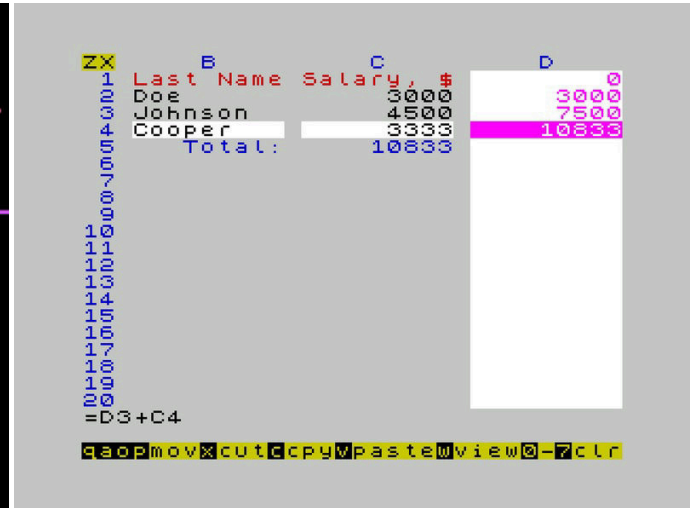 ZX B C D
1 Last Name Salary, $ 0
2 Doe 3000 3000
3 Johnson 4500 7500
4 Cooper 3333 10833
5 Total: 10833
6
7
8
9
10
11
12
13
14
15
16
17
18
19
20
=D3+C4
qaopmovxcutccpyvpastewview0-7clr